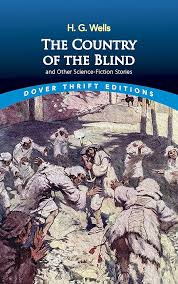 H. G. Wells
THE COUNTRY
OF THE BLIND
and Other Science-Fiction Stories
DOVER THRIFT EDITIONS